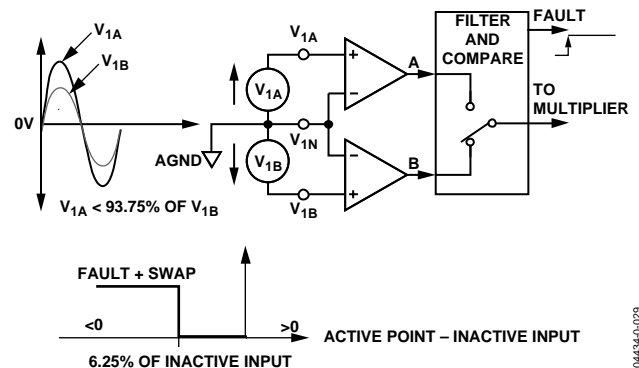 V1A
V1B
0V
V1A < 93.75% OF V1B
V1A
V1A
V1N
AGND
V1B
V1B
+
–
–
+
A
B
FILTER
AND
COMPARE
FAULT
TO
MULTIPLIER
FAULT + SWAP
<0
>0
ACTIVE POINT – INACTIVE INPUT
6.25% OF INACTIVE INPUT
04434-0-029